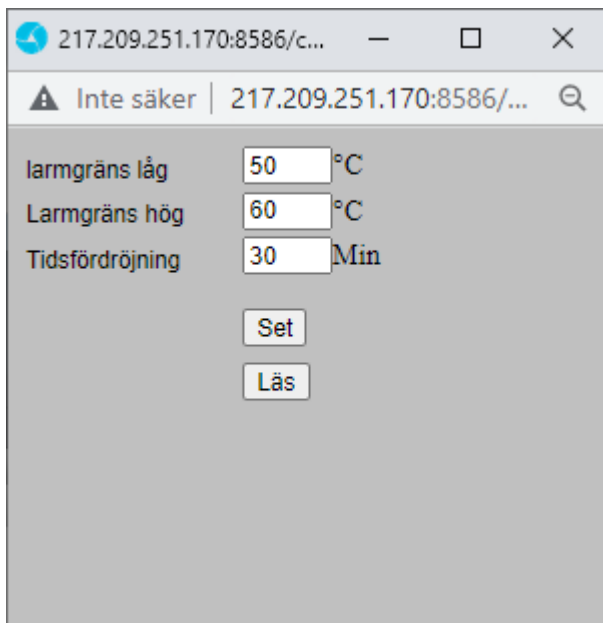 217.209.251.170:8586/c...
Inte säker 217.209.251.170:8586/...
larmgräns låg 50 °C
Larmgräns hög 60 °C
Tidsfördröjning 30 Min
Set
Läs